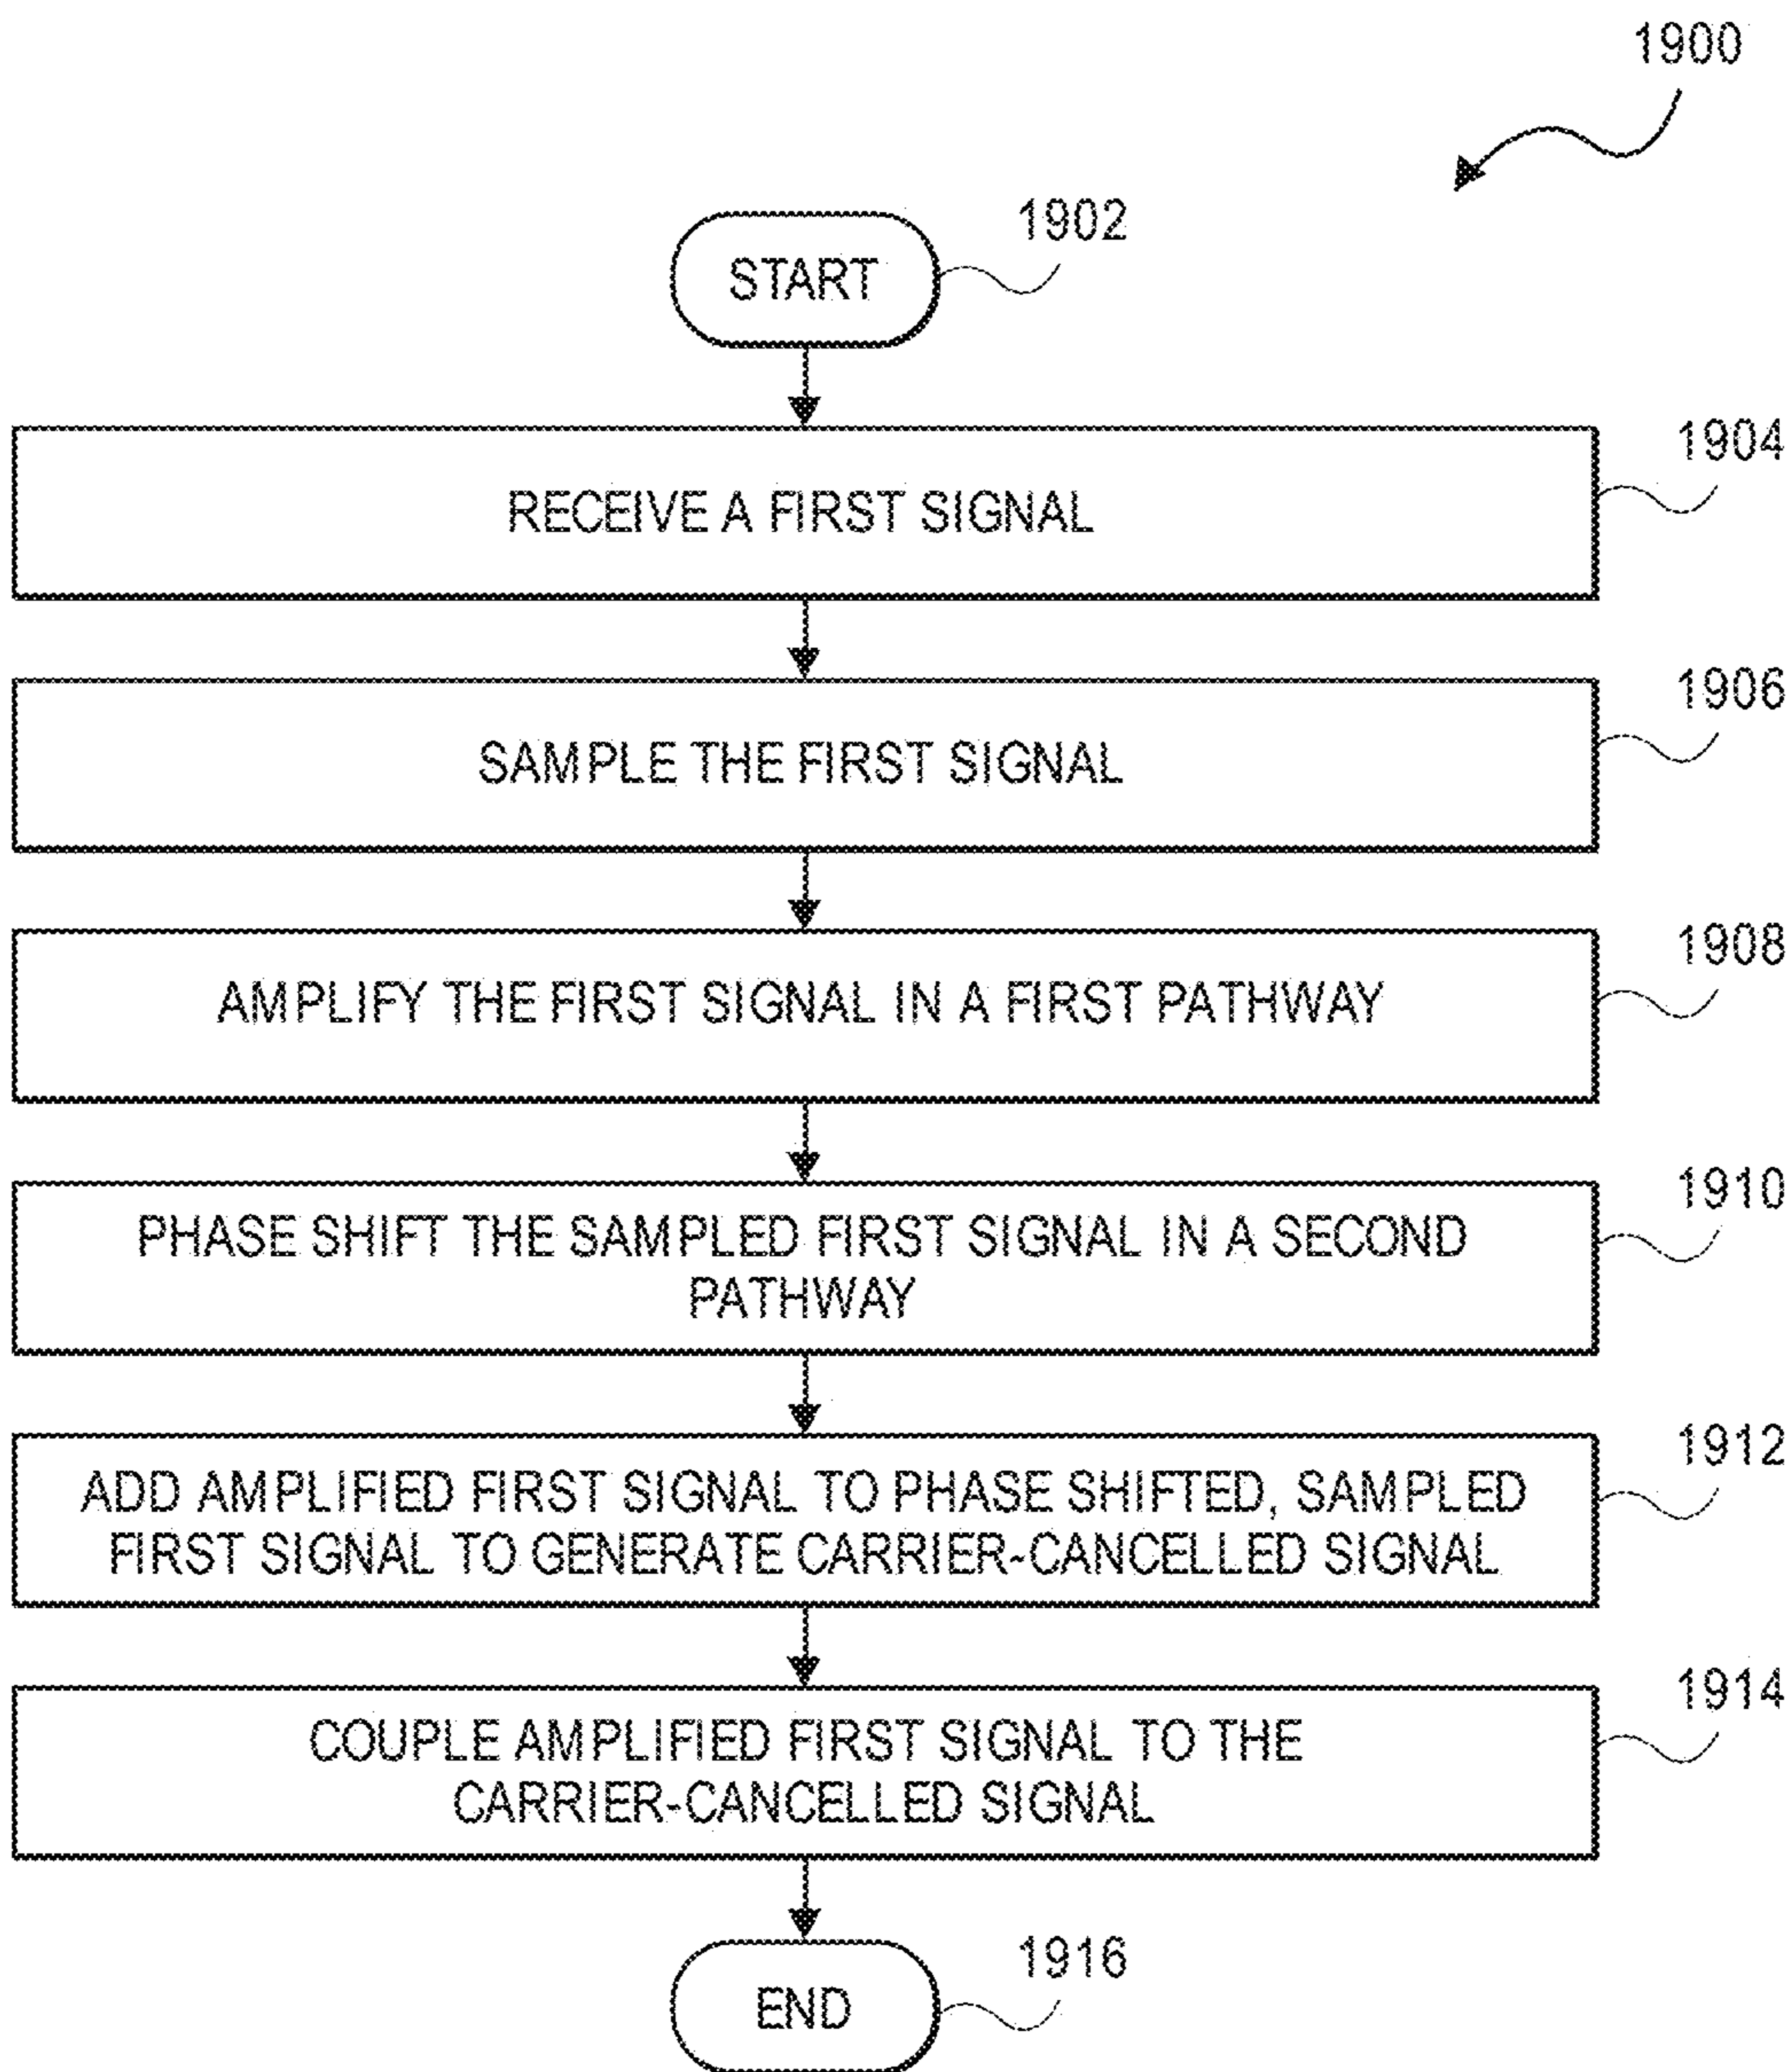 1900
START
1902
RECEIVE A FIRST SIGNAL
1904
SAMPLE THE FIRST SIGNAL
1906
AMPLIFY THE FIRST SIGNAL IN A FIRST PATHWAY
1908
PHASE SHIFT THE SAMPLED FIRST SIGNAL IN A SECOND
PATHWAY
1910
ADD AMPLIFIED FIRST SIGNAL TO PHASE SHIFTED, SAMPLED
FIRST SIGNAL TO GENERATE CARRIER-CANCELLED SIGNAL
1912
COUPLE AMPLIFIED FIRST SIGNAL TO THE
CARRIER-CANCELLED SIGNAL
1914
END
1916